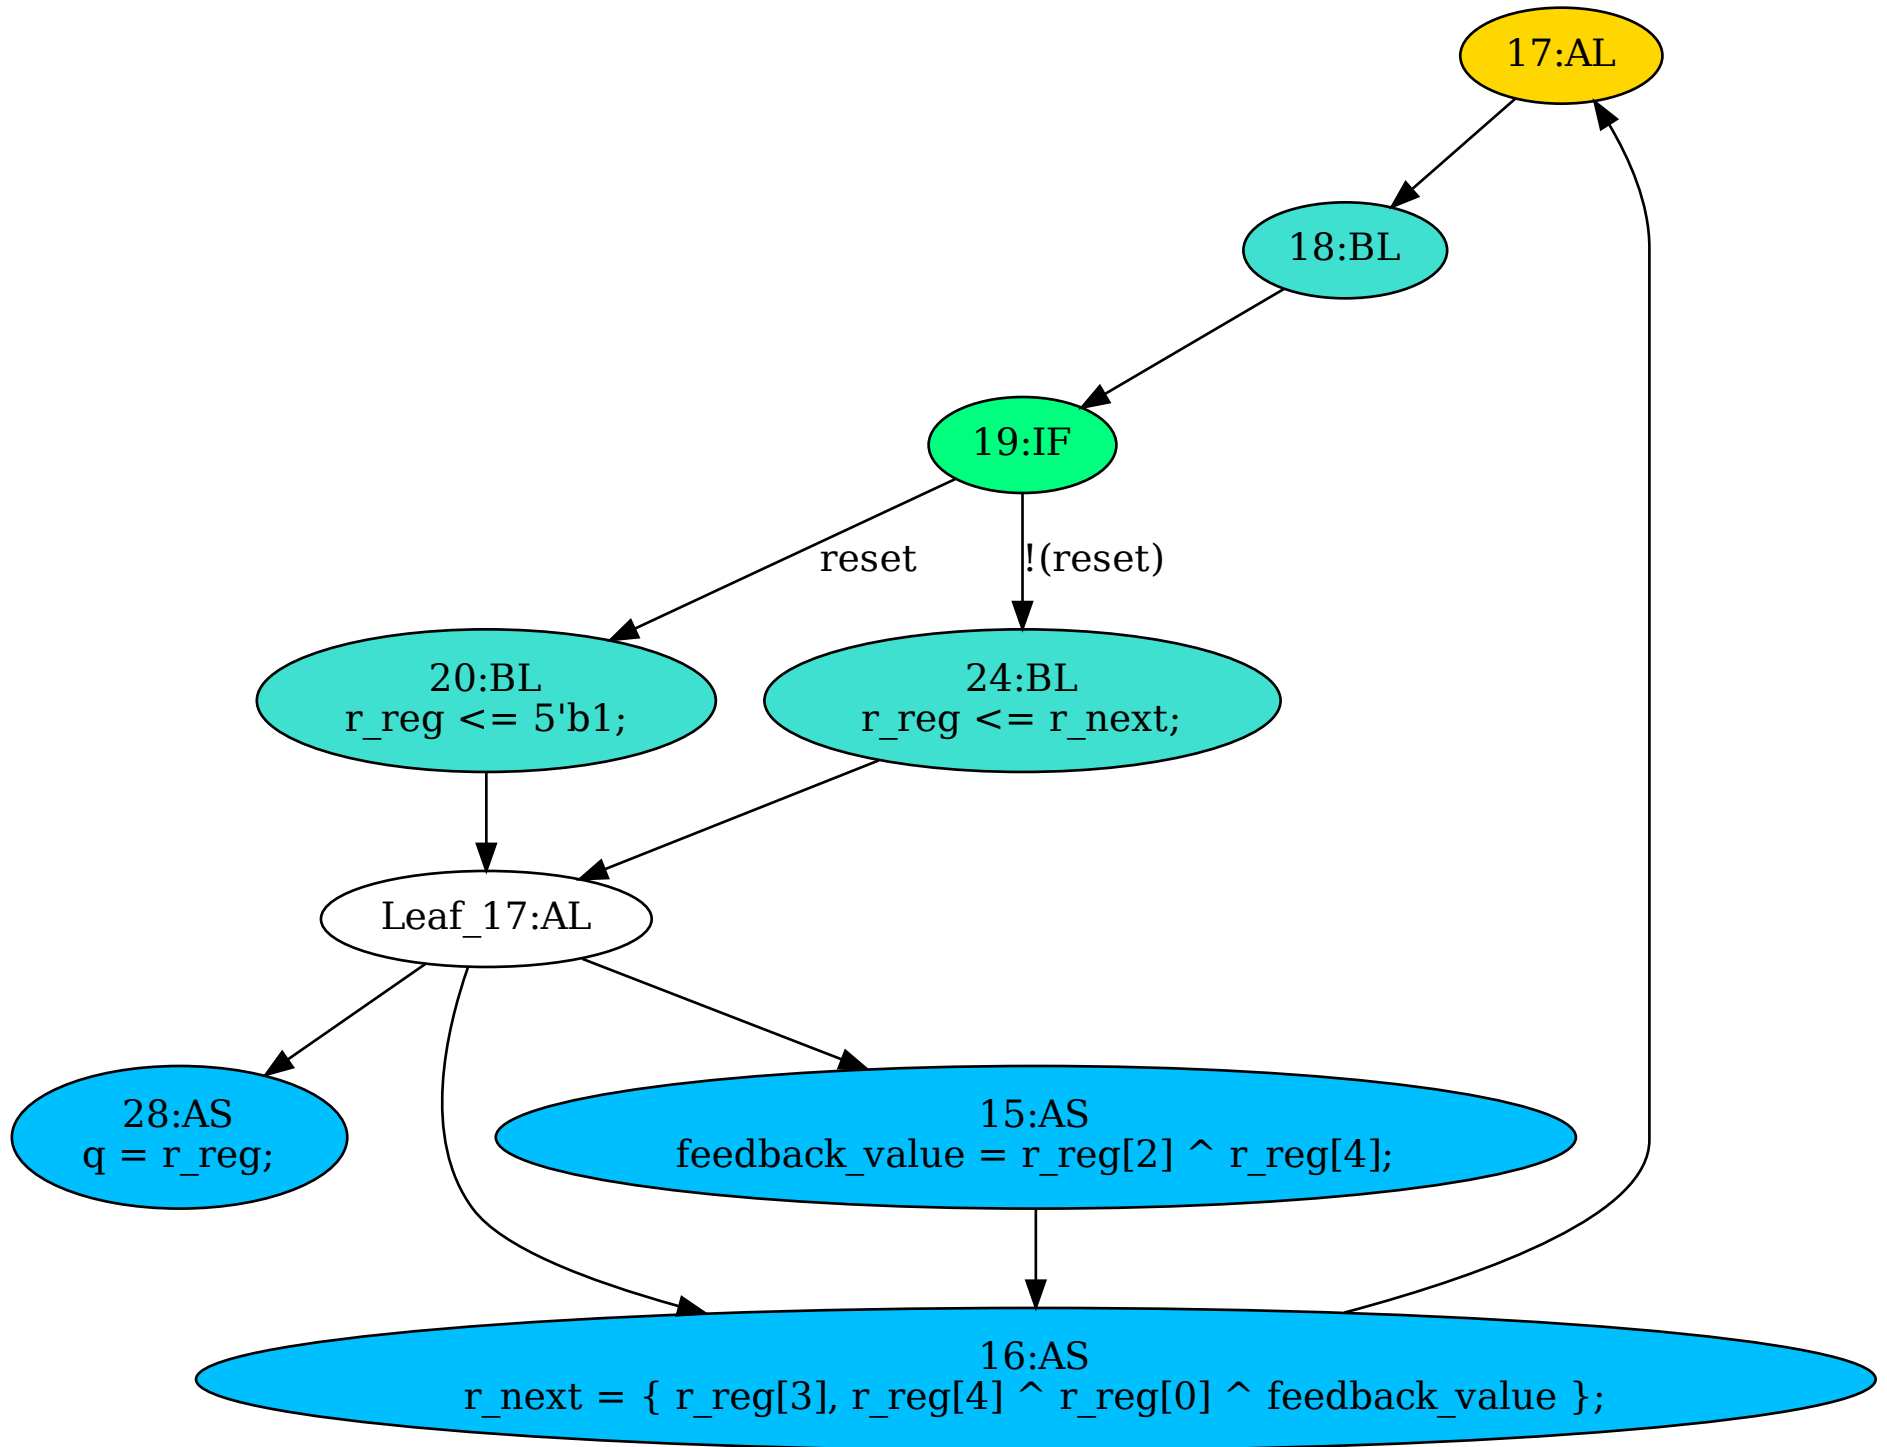 17:AL
18:BL
19:IF
reset
!(reset)
20:BL
r_reg <= 5'b1;
24:BL
r_reg <= r_next;
Leaf_17:AL
28:AS
q = r_reg;
15:AS
feedback_value = r_reg[2] ^ r_reg[4];
16:AS
r_next = { r_reg[3], r_reg[4] ^ r_reg[0] ^ feedback_value };